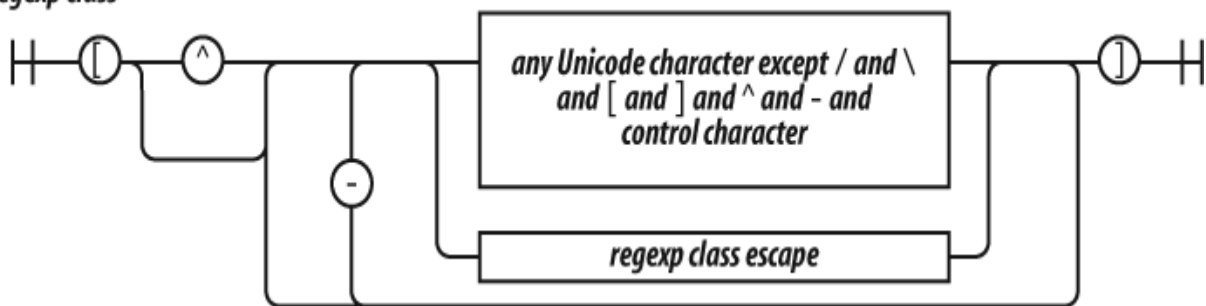 regexp class
[
^
any Unicode character except / and \
and [ and ] and ^ and - and
control character
]
-
regexp class escape